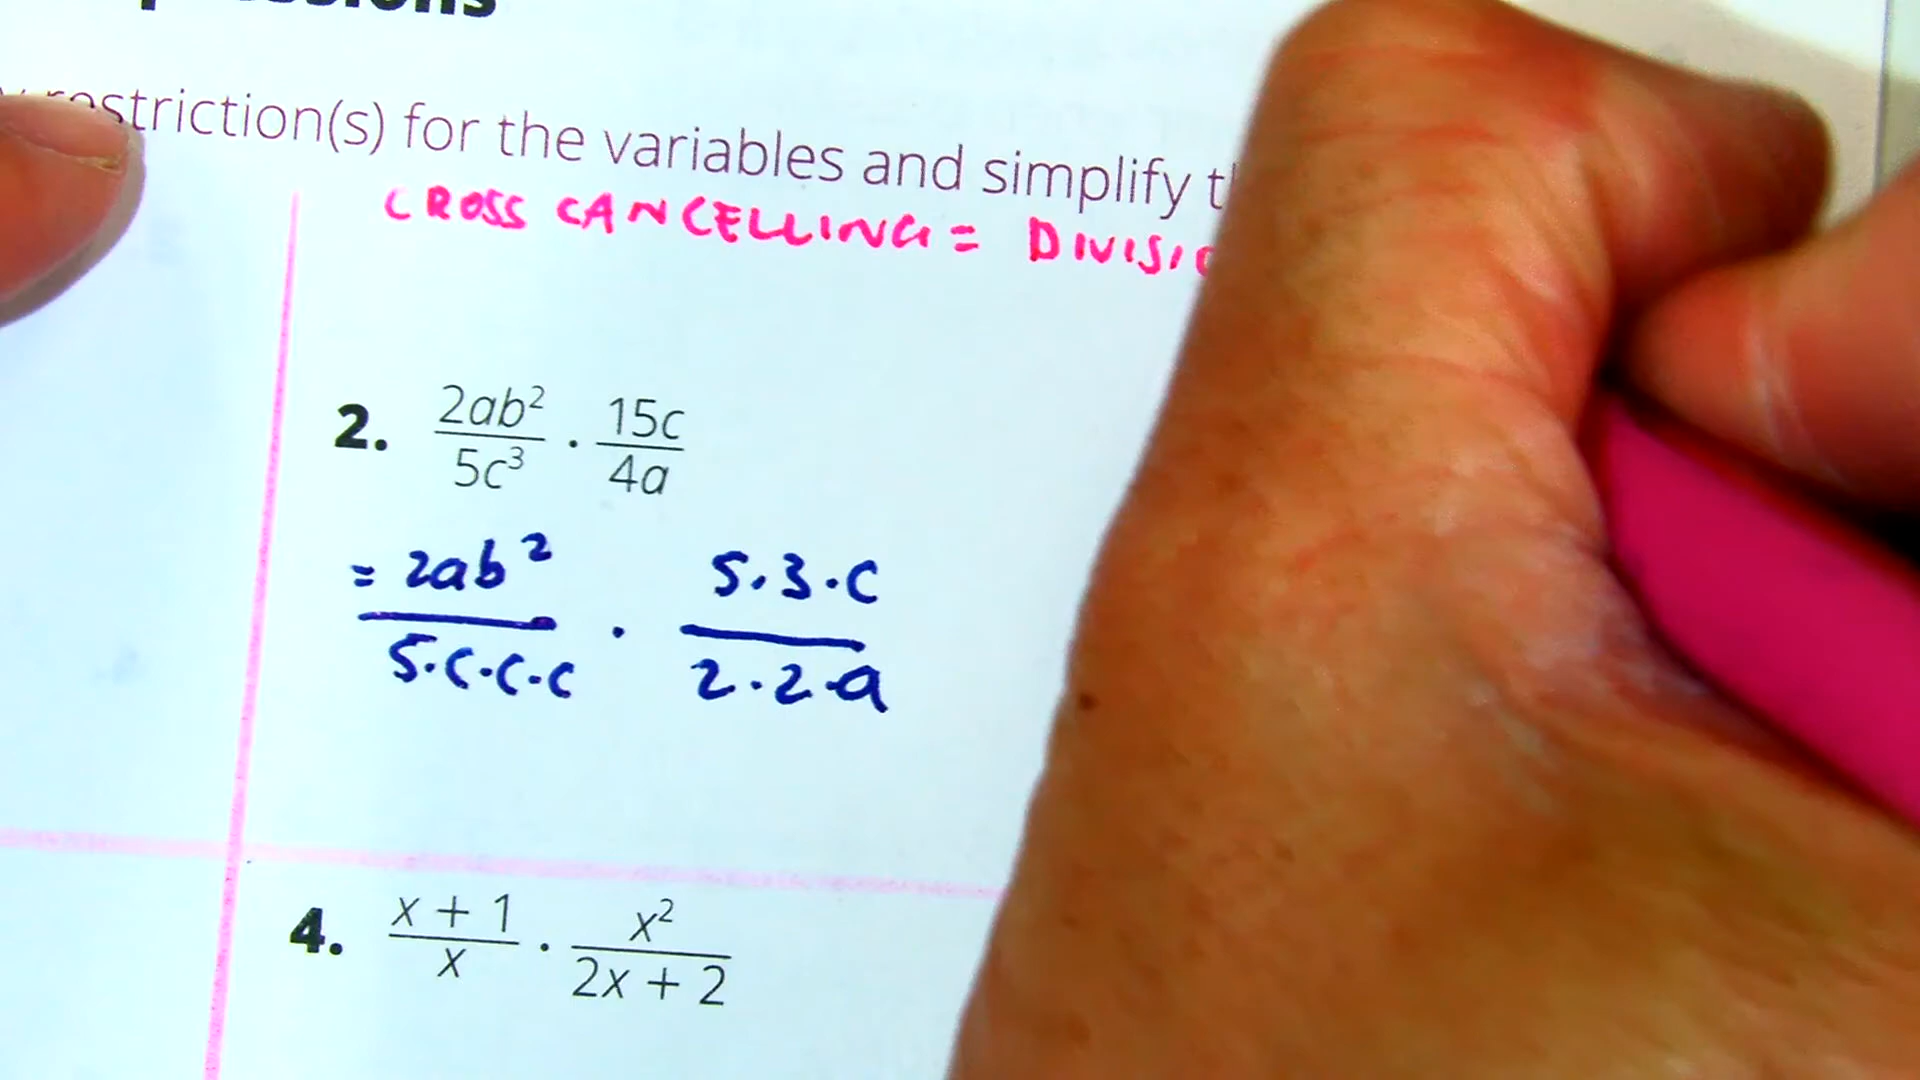 restriction(s) for the variables and simplify
CROSS CANCELLING =
2. 2ab² / 5c³ · 15c / 4a
= 2ab² / 5·c·c·c · 5·3·c / 2·2·a
4. x + 1 / x · x² / 2x + 2